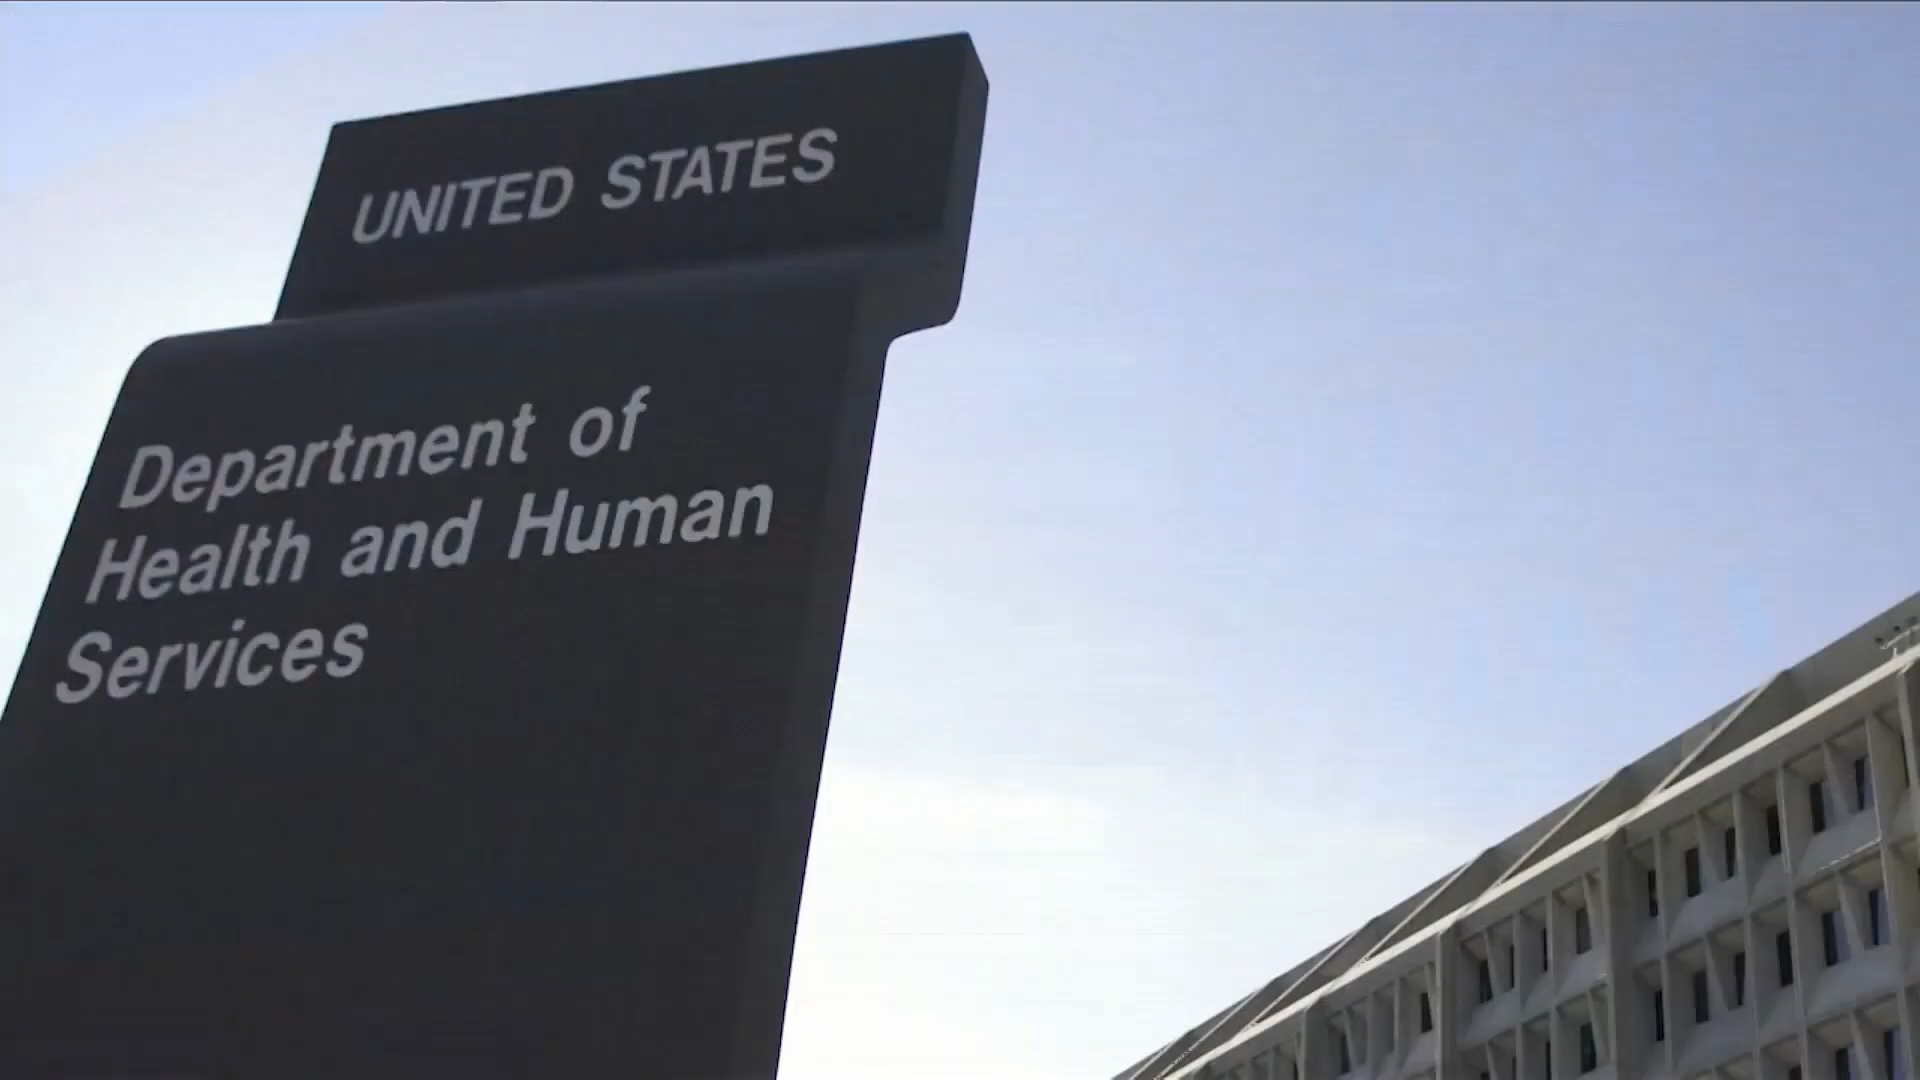 UNITED STATES
Department of
Health and Human
Services